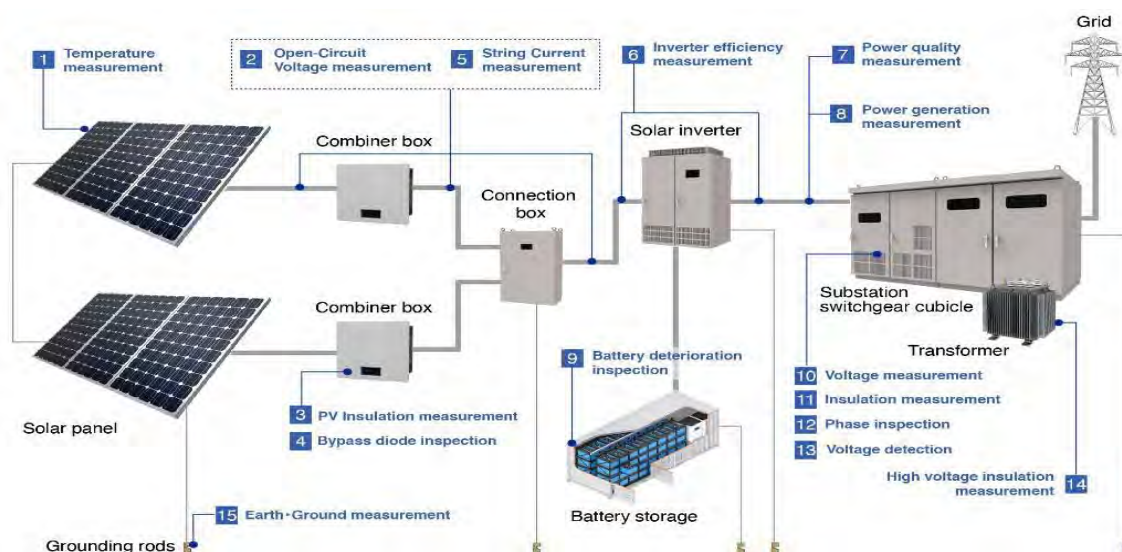 1 Temperature
measurement
2 Open-Circuit
Voltage measurement
5 String Current
measurement
6 Inverter efficiency
measurement
7 Power quality
measurement
8 Power generation
measurement
Grid
Combiner box
Solar inverter
Connection
box
Combiner box
Substation
switchgear cubicle
Transformer
Solar panel
3 PV Insulation measurement
4 Bypass diode inspection
9 Battery deterioration
inspection
10 Voltage measurement
11 Insulation measurement
12 Phase inspection
13 Voltage detection
High voltage insulation
measurement 14
15 Earth・Ground measurement
Battery storage
Grounding rods